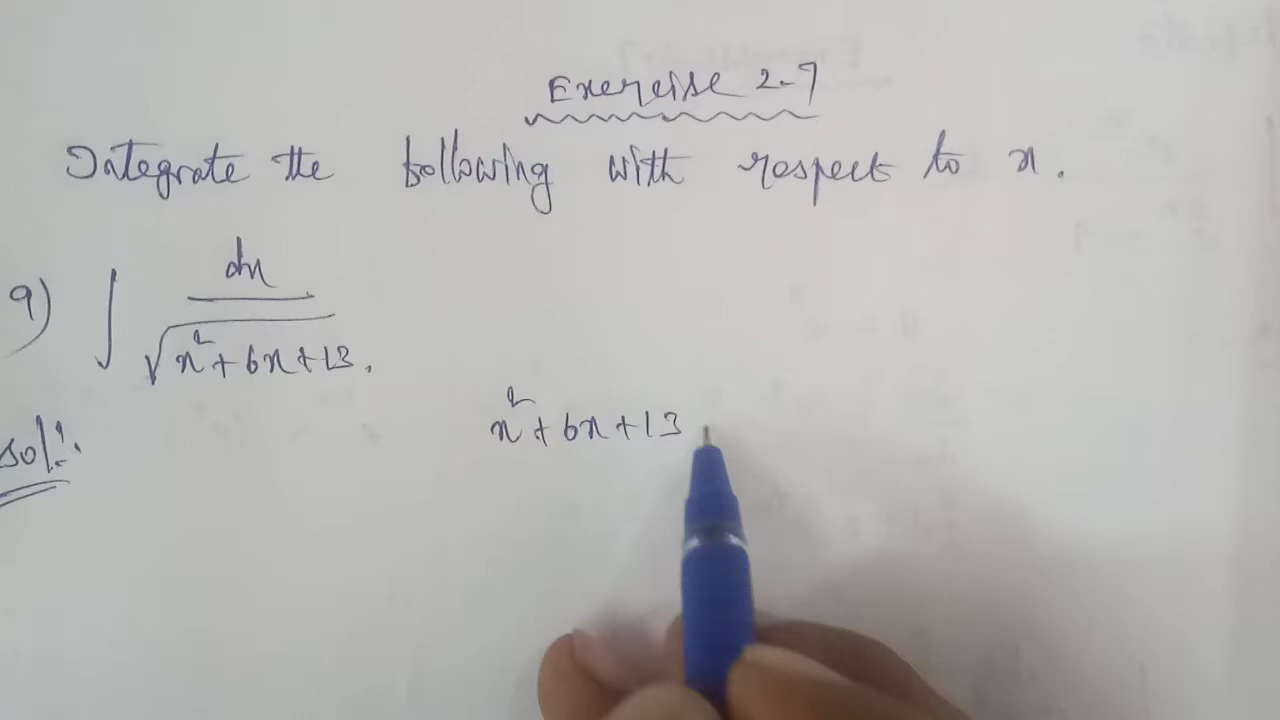 Exercise 2.7
Integrate the following with respect to x.
9) ∫ dx / √(x² + 6x + 13).
Sol:
x² + 6x + 13